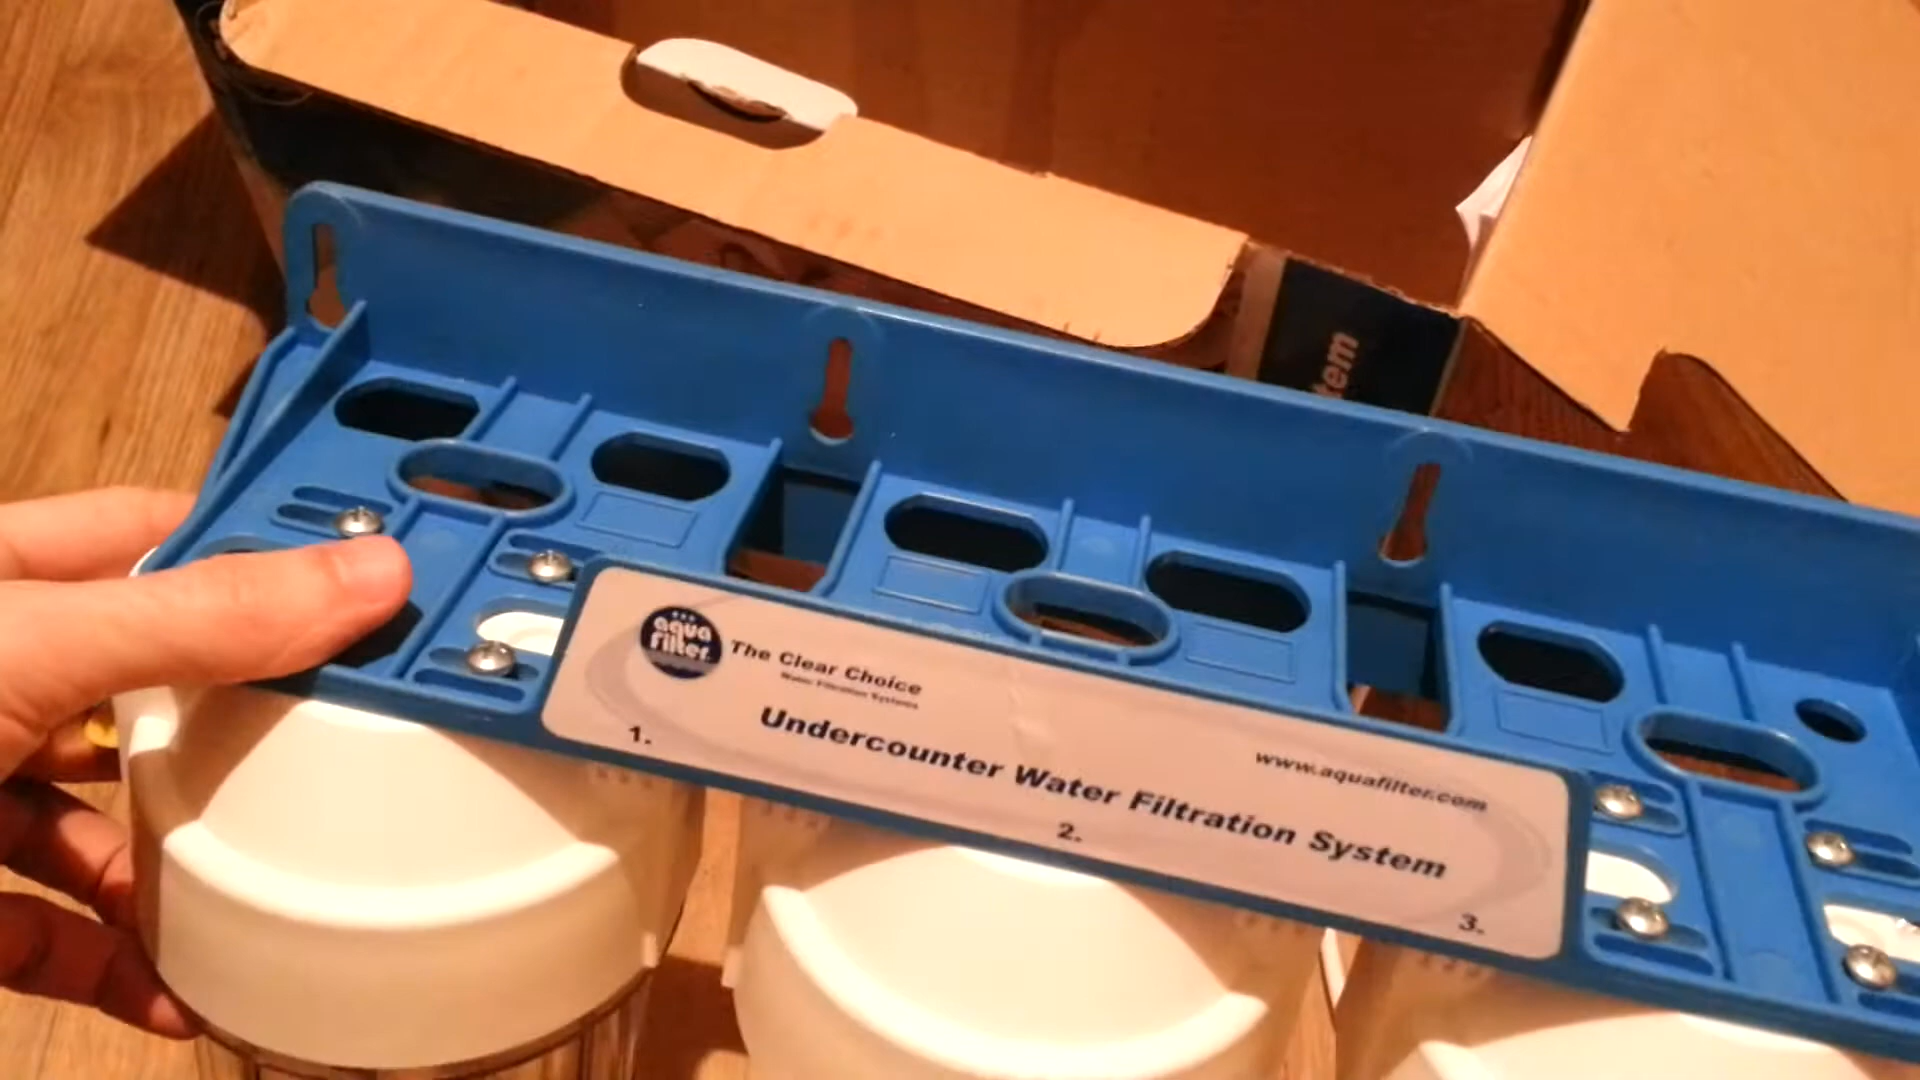 tem
aqua
filter.
The Clear Choice
Water Filtration Systems
1.
Undercounter Water Filtration System
www.aquafilter.com
2.
3.